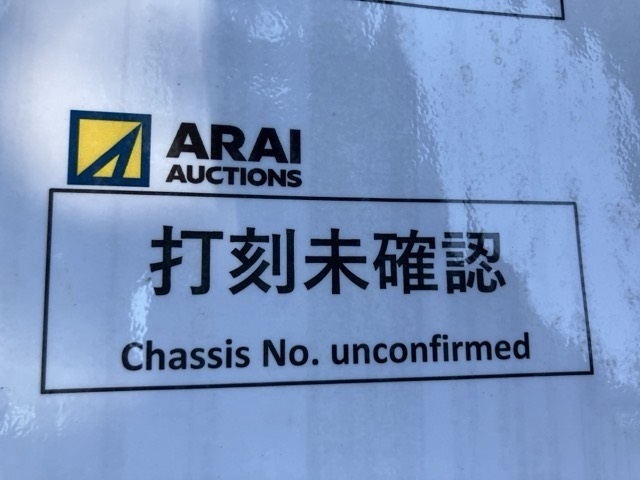 ARAI
AUCTIONS
打刻未確認
Chassis No. unconfirmed